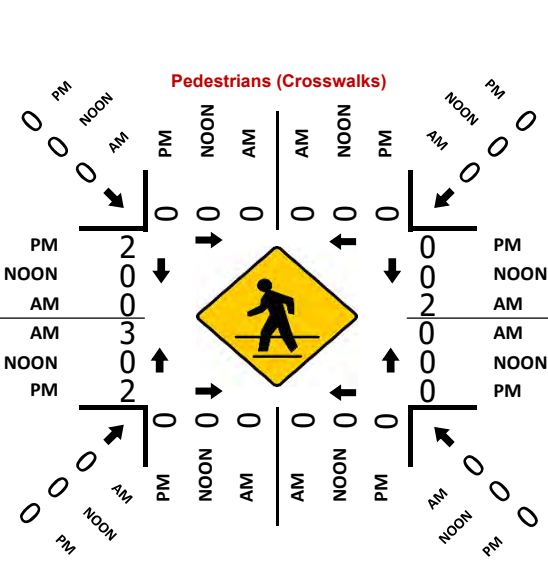 Pedestrians (Crosswalks)
PM NOON AM
0 0 0
PM NOON AM AM NOON PM
0 0 0 0 0 0
PM NOON AM
0 0 0
PM 2 0 PM
NOON 0 0 NOON
AM 0 2 AM
AM 3 0 AM
NOON 0 0 NOON
PM 2 0 PM
0 0 0 0 0 0
PM NOON AM AM NOON PM
0 0 0
AM NOON PM
0 0 0
AM NOON PM